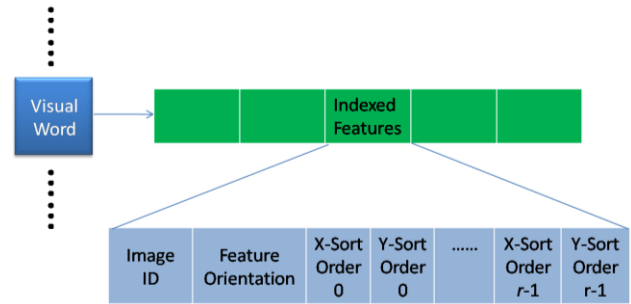 Visual
Word
Indexed
Features
Image
ID
Feature
Orientation
X-Sort
Order
0
Y-Sort
Order
0
......
X-Sort
Order
r-1
Y-Sort
Order
r-1